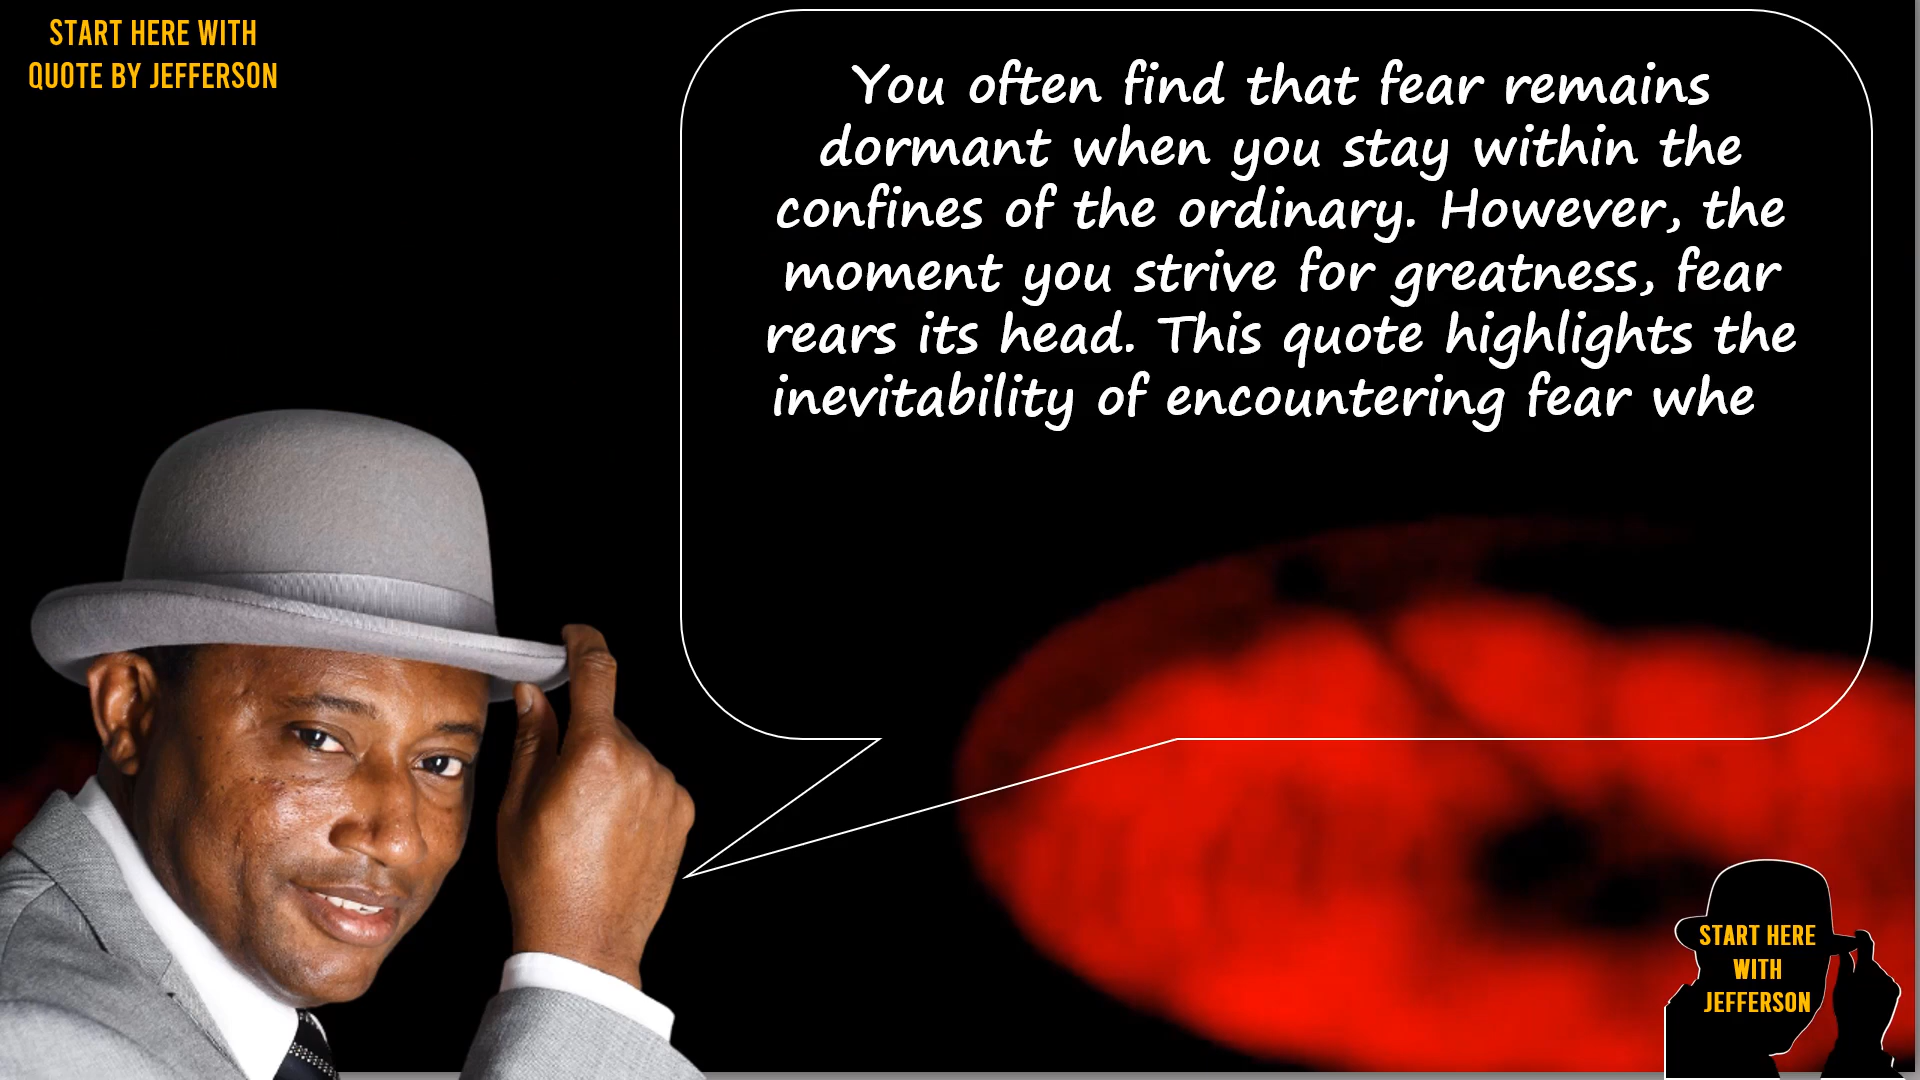 START HERE WITH
QUOTE BY JEFFERSON
You often find that fear remains
dormant when you stay within the
confines of the ordinary. However, the
moment you strive for greatness, fear
rears its head. This quote highlights the
inevitability of encountering fear whe
START HERE
WITH
JEFFERSON